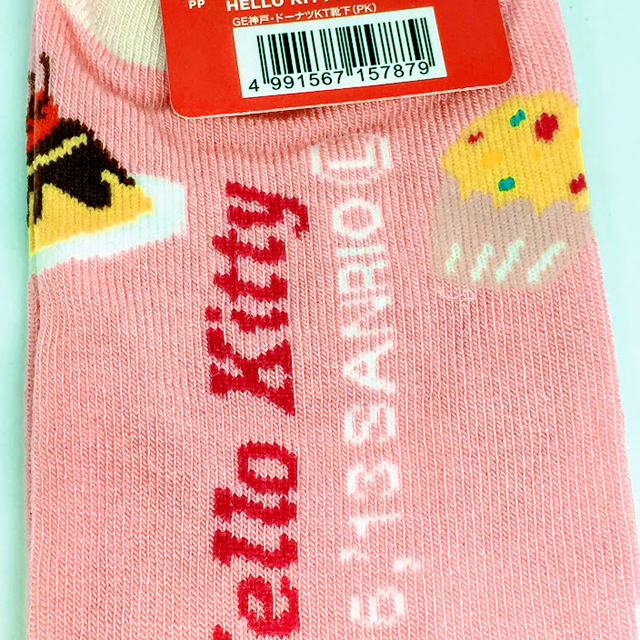 PP
HELLO KITT
GE神戸・ドーナツKT靴下(PK)
4 991567 157879
Hello Kitty
6,'13 SANRIO L